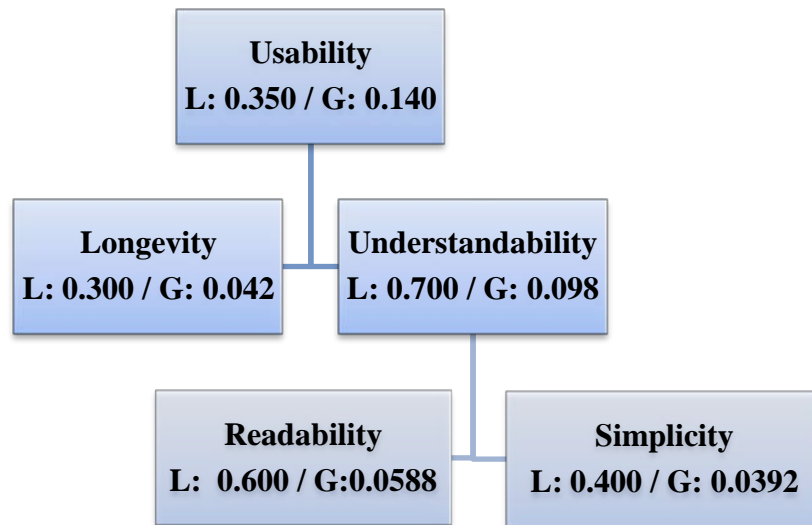 Usability
L: 0.350 / G: 0.140
Longevity
L: 0.300 / G: 0.042
Understandability
L: 0.700 / G: 0.098
Readability
L:  0.600 / G:0.0588
Simplicity
L: 0.400 / G: 0.0392